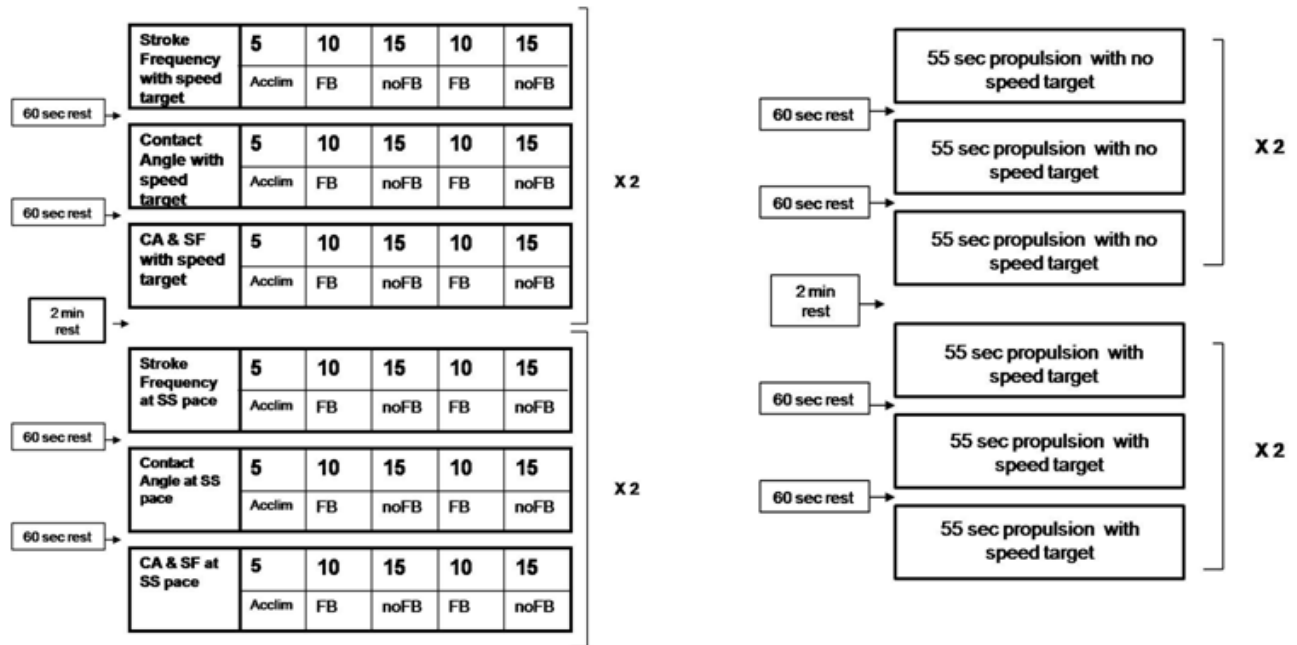 Stroke
Frequency
with speed
target
5 10 15 10 15
Acclim FB noFB FB noFB
60 sec rest
Contact
Angle with
speed
target
5 10 15 10 15
Acclim FB noFB FB noFB
60 sec rest
CA & SF
with speed
target
5 10 15 10 15
Acclim FB noFB FB noFB
X 2
2 min
rest
Stroke
Frequency
at SS pace
5 10 15 10 15
Acclim FB noFB FB noFB
60 sec rest
Contact
Angle at SS
pace
5 10 15 10 15
Acclim FB noFB FB noFB
60 sec rest
CA & SF at
SS pace
5 10 15 10 15
Acclim FB noFB FB noFB
X 2
55 sec propulsion with no
speed target
60 sec rest
55 sec propulsion with no
speed target
60 sec rest
55 sec propulsion with no
speed target
X 2
2 min
rest
55 sec propulsion with
speed target
60 sec rest
55 sec propulsion with
speed target
60 sec rest
55 sec propulsion with
speed target
X 2